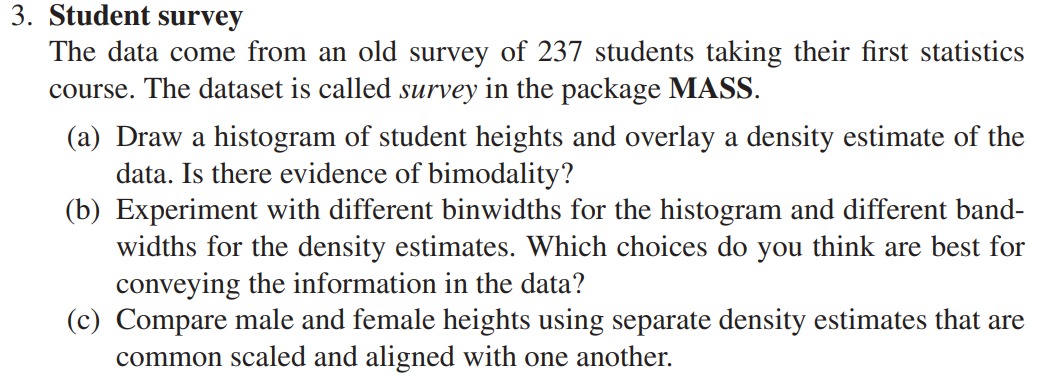 3. Student survey
The data come from an old survey of 237 students taking their first statistics
course. The dataset is called survey in the package MASS.
(a) Draw a histogram of student heights and overlay a density estimate of the
data. Is there evidence of bimodality?
(b) Experiment with different binwidths for the histogram and different band-
widths for the density estimates. Which choices do you think are best for
conveying the information in the data?
(c) Compare male and female heights using separate density estimates that are
common scaled and aligned with one another.